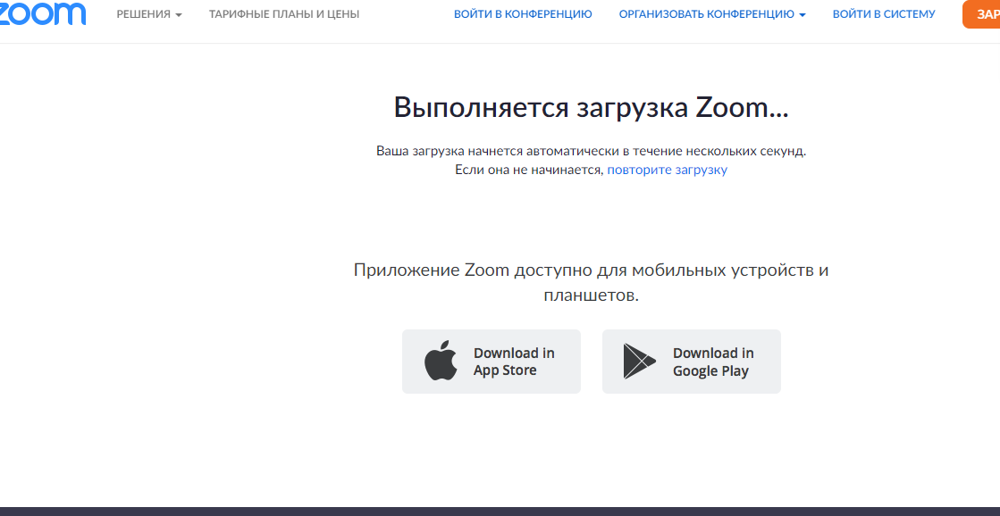 zoom РЕШЕНИЯ ТАРИФНЫЕ ПЛАНЫ И ЦЕНЫ ВОЙТИ В КОНФЕРЕНЦИЮ ОРГАНИЗОВАТЬ КОНФЕРЕНЦИЮ ВОЙТИ В СИСТЕМУ ЗАР
Выполняется загрузка Zoom...
Ваша загрузка начнется автоматически в течение нескольких секунд.
Если она не начинается, повторите загрузку
Приложение Zoom доступно для мобильных устройств и
планшетов.
Download in
App Store
Download in
Google Play